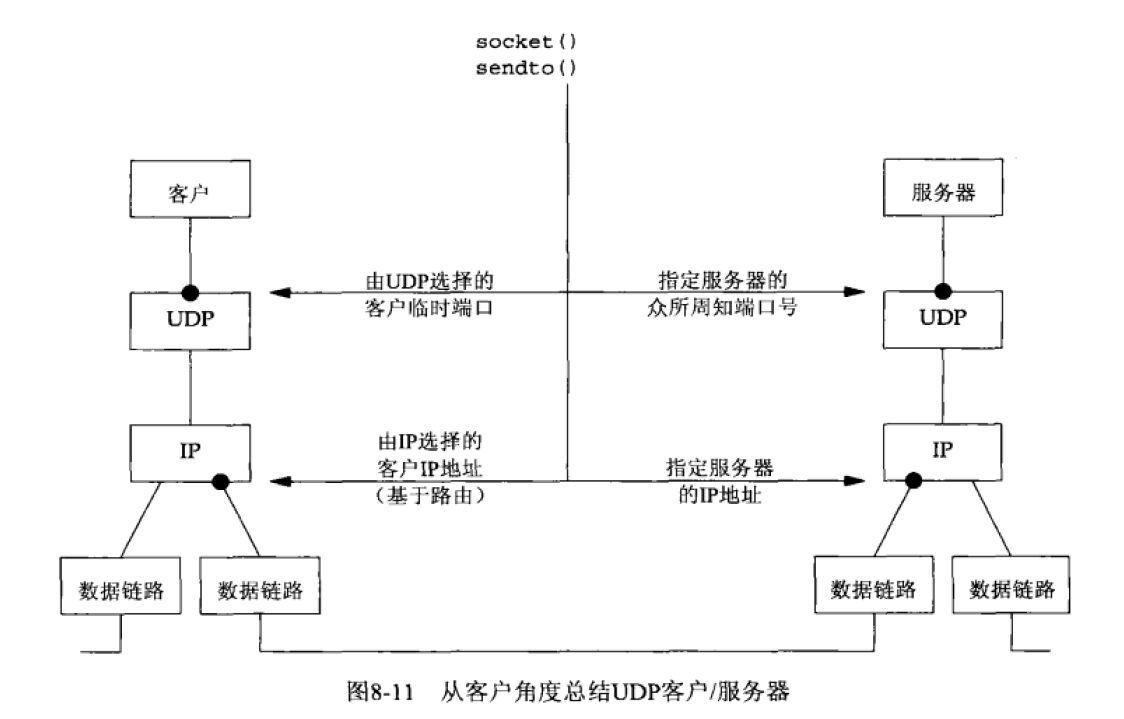 socket()
sendto()
客户
服务器
由UDP选择的
客户临时端口
指定服务器的
众所周知端口号
UDP
UDP
由IP选择的
客户IP地址
（基于路由）
指定服务器
的IP地址
IP
IP
数据链路
数据链路
数据链路
数据链路
图8-11 从客户角度总结UDP客户/服务器